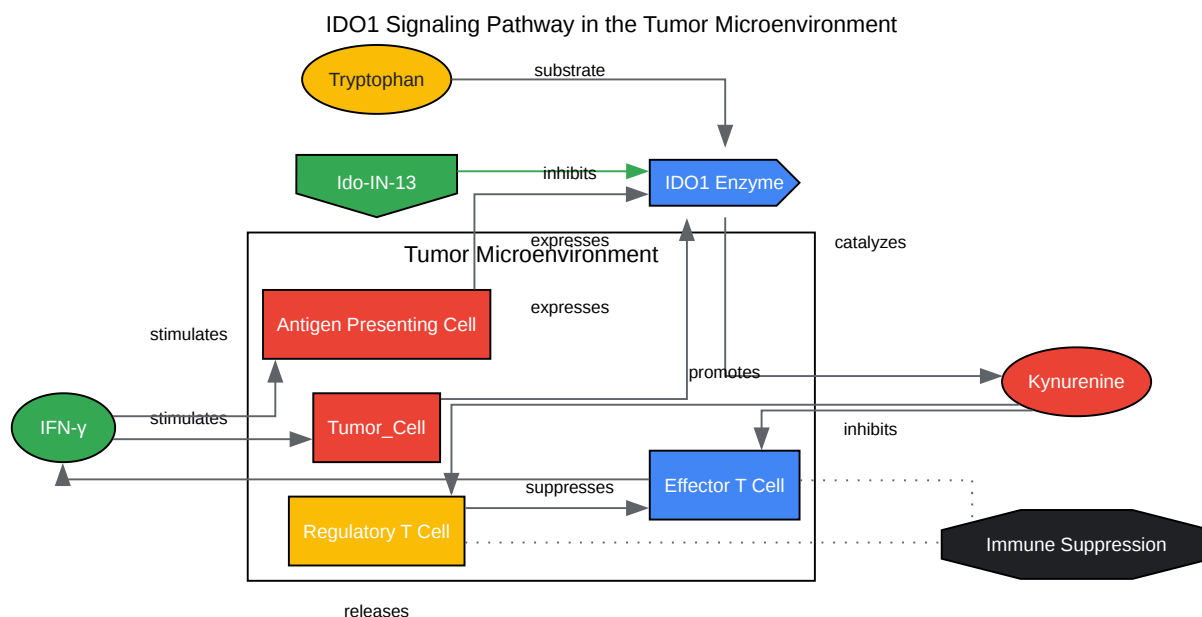 IDO1 Signaling Pathway in the Tumor Microenvironment
Tryptophan
substrate
Ido-IN-13
inhibits
IDO1 Enzyme
expresses
catalyzes
Tumor Microenvironment
expresses
Antigen Presenting Cell
stimulates
promotes
Kynurenine
stimulates
IFN-γ
Tumor_Cell
inhibits
suppresses
Effector T Cell
Regulatory T Cell
Immune Suppression
releases